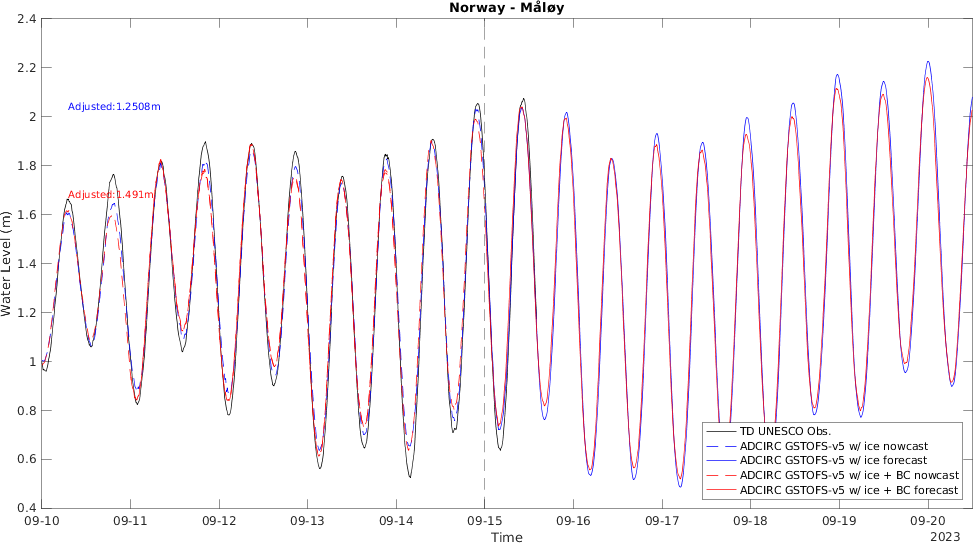 Norway - Måløy
2.4
2.2
2
1.8
1.6
1.4
1.2
1
0.8
0.6
0.4
Water Level (m)
Adjusted:1.2508m
Adjusted:1.491m
TD UNESCO Obs.
ADCIRC GSTOFS-v5 w/ ice nowcast
ADCIRC GSTOFS-v5 w/ ice forecast
ADCIRC GSTOFS-v5 w/ ice + BC nowcast
ADCIRC GSTOFS-v5 w/ ice + BC forecast
09-10 09-11 09-12 09-13 09-14 09-15 09-16 09-17 09-18 09-19 09-20
Time 2023